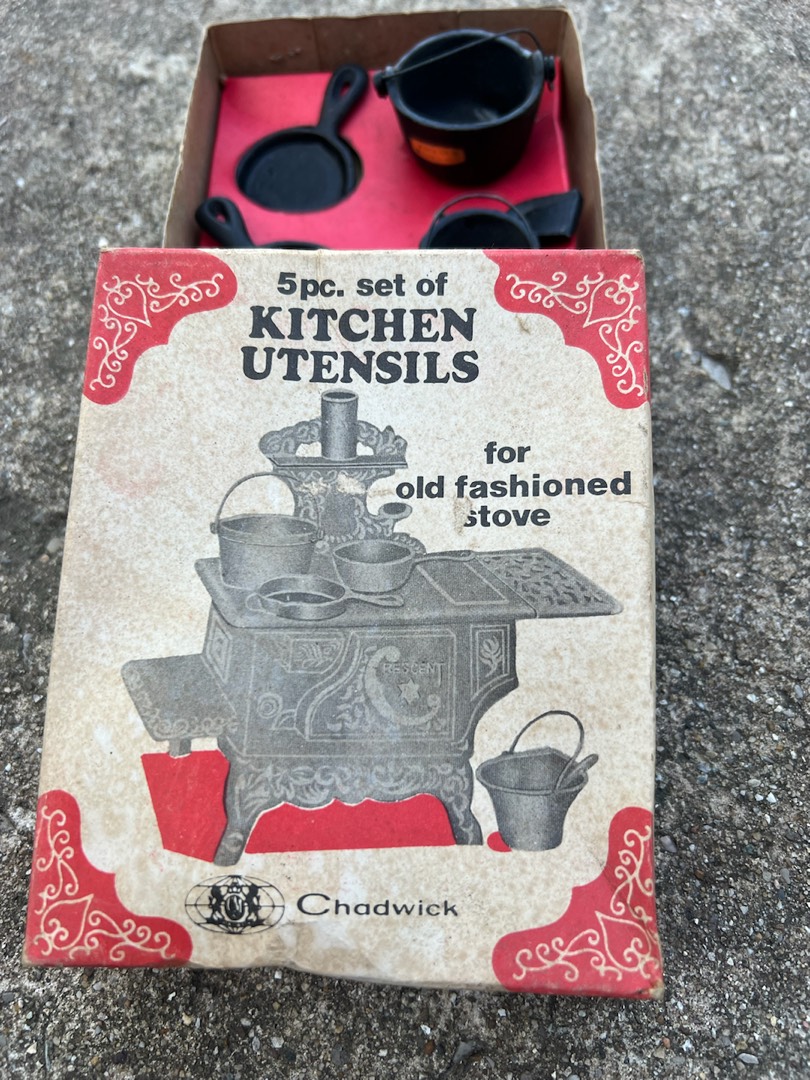 5pc. set of
KITCHEN
UTENSILS
for
old fashioned
stove
CRESCENT
Chadwick